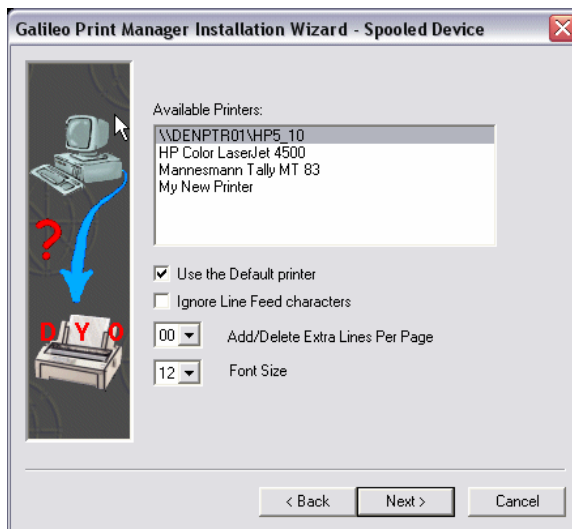 Galileo Print Manager Installation Wizard - Spooled Device
Available Printers:
\\DENPTR01\HP5_10
HP Color LaserJet 4500
Mannesmann Tally MT 83
My New Printer
?
Use the Default printer
Ignore Line Feed characters
D Y O
00 Add/Delete Extra Lines Per Page
12 Font Size
< Back Next > Cancel